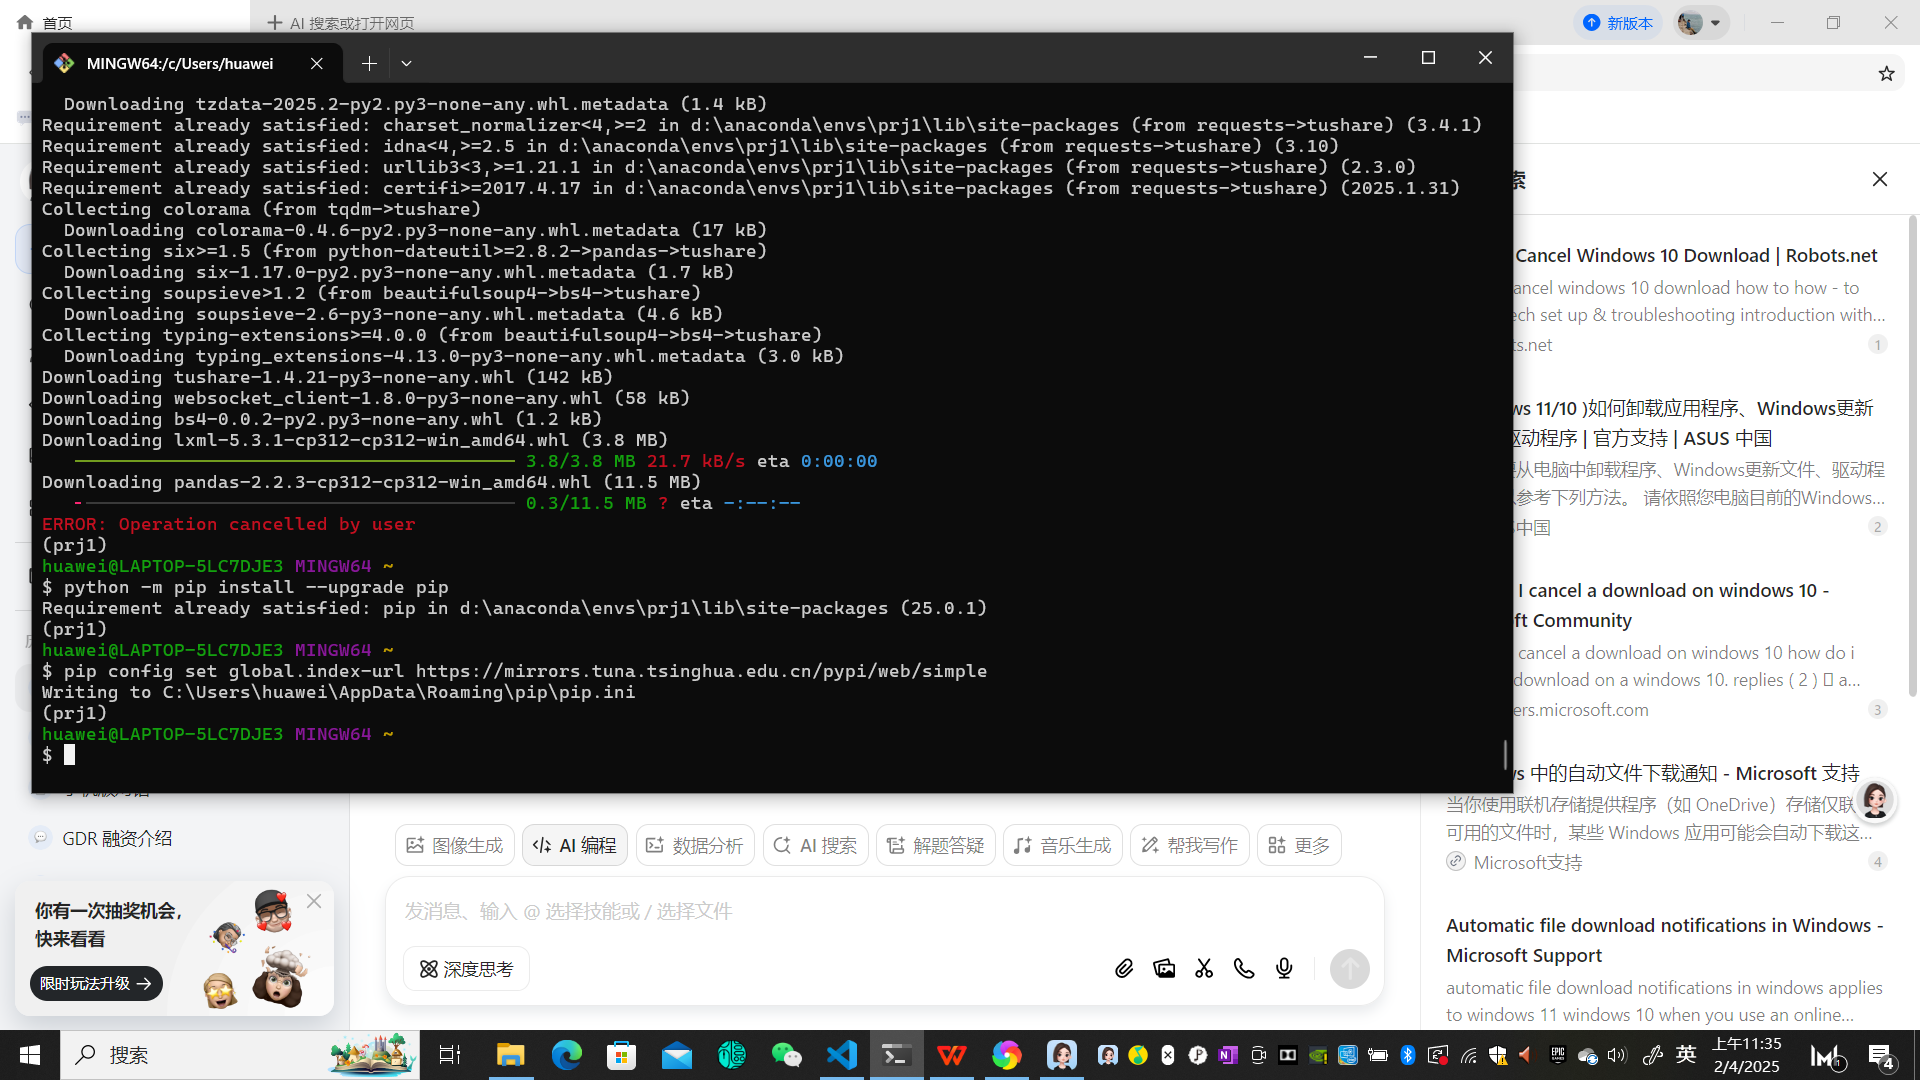 首页
AI 搜索或打开网页
新版本
MINGW64:/c/Users/huawei
  Downloading tzdata-2025.2-py2.py3-none-any.whl.metadata (1.4 kB)
Requirement already satisfied: charset_normalizer<4,>=2 in d:\anaconda\envs\prj1\lib\site-packages (from requests->tushare) (3.4.1)
Requirement already satisfied: idna<4,>=2.5 in d:\anaconda\envs\prj1\lib\site-packages (from requests->tushare) (3.10)
Requirement already satisfied: urllib3<3,>=1.21.1 in d:\anaconda\envs\prj1\lib\site-packages (from requests->tushare) (2.3.0)
Requirement already satisfied: certifi>=2017.4.17 in d:\anaconda\envs\prj1\lib\site-packages (from requests->tushare) (2025.1.31)
Collecting colorama (from tqdm->tushare)
  Downloading colorama-0.4.6-py2.py3-none-any.whl.metadata (17 kB)
Collecting six>=1.5 (from python-dateutil>=2.8.2->pandas->tushare)
  Downloading six-1.17.0-py2.py3-none-any.whl.metadata (1.7 kB)
Collecting soupsieve>1.2 (from beautifulsoup4->bs4->tushare)
  Downloading soupsieve-2.6-py3-none-any.whl.metadata (4.6 kB)
Collecting typing-extensions>=4.0.0 (from beautifulsoup4->bs4->tushare)
  Downloading typing_extensions-4.13.0-py3-none-any.whl.metadata (3.0 kB)
Downloading tushare-1.4.21-py3-none-any.whl (142 kB)
Downloading websocket_client-1.8.0-py3-none-any.whl (58 kB)
Downloading bs4-0.0.2-py2.py3-none-any.whl (1.2 kB)
Downloading lxml-5.3.1-cp312-cp312-win_amd64.whl (3.8 MB)
3.8/3.8 MB 21.7 kB/s eta 0:00:00
Downloading pandas-2.2.3-cp312-cp312-win_amd64.whl (11.5 MB)
0.3/11.5 MB ? eta -:--:--
ERROR: Operation cancelled by user
(prj1)
huawei@LAPTOP-5LC7DJE3 MINGW64 ~
$ python -m pip install --upgrade pip
Requirement already satisfied: pip in d:\anaconda\envs\prj1\lib\site-packages (25.0.1)
(prj1)
huawei@LAPTOP-5LC7DJE3 MINGW64 ~
$ pip config set global.index-url https://mirrors.tuna.tsinghua.edu.cn/pypi/web/simple
Writing to C:\Users\huawei\AppData\Roaming\pip\pip.ini
(prj1)
huawei@LAPTOP-5LC7DJE3 MINGW64 ~
$
索
Cancel Windows 10 Download | Robots.net
ancel windows 10 download how to how - to
ech set up & troubleshooting introduction with...
ts.net
1
ws 11/10 )如何卸载应用程序、Windows更新
驱动程序 | 官方支持 | ASUS 中国
从电脑中卸载程序、Windows更新文件、驱动程
参考下列方法。 请依照您电脑目前的Windows...
中国
2
I cancel a download on windows 10 -
ft Community
cancel a download on windows 10 how do i
download on a windows 10. replies ( 2 ) a...
ers.microsoft.com
3
s 中的自动文件下载通知 - Microsoft 支持
当你使用联机存储提供程序（如 OneDrive）存储仅联
可用的文件时，某些 Windows 应用可能会自动下载这...
Microsoft支持
4
Automatic file download notifications in Windows -
Microsoft Support
automatic file download notifications in windows applies
to windows 11 windows 10 when you use an online...
GDR 融资介绍
你有一次抽奖机会，
快来看看
限时玩法升级 →
图像生成
AI 编程
数据分析
AI 搜索
解题答疑
音乐生成
帮我写作
更多
发消息、输入 @ 选择技能或 / 选择文件
深度思考
搜索
英
上午11:35
2/4/2025
4